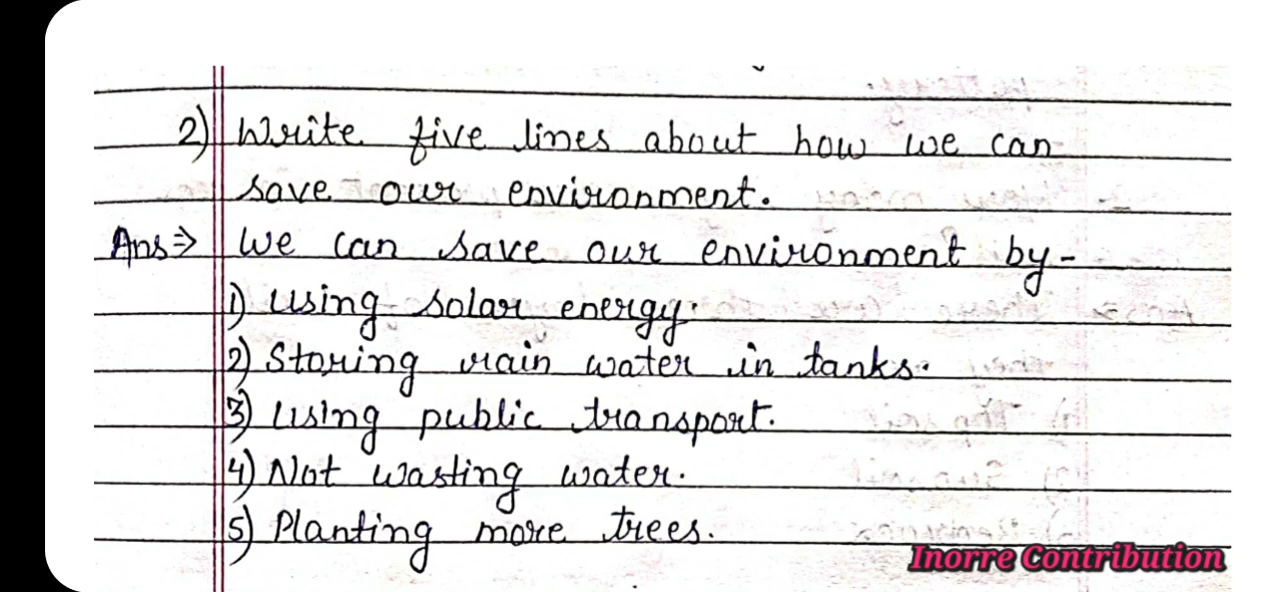 2) Write five lines about how we can
save our environment.
Ans⇒ We can save our environment by-
1) Using solar energy.
2) Storing rain water in tanks.
3) Using public transport.
4) Not wasting water.
5) Planting more trees.
Inorre Contribution